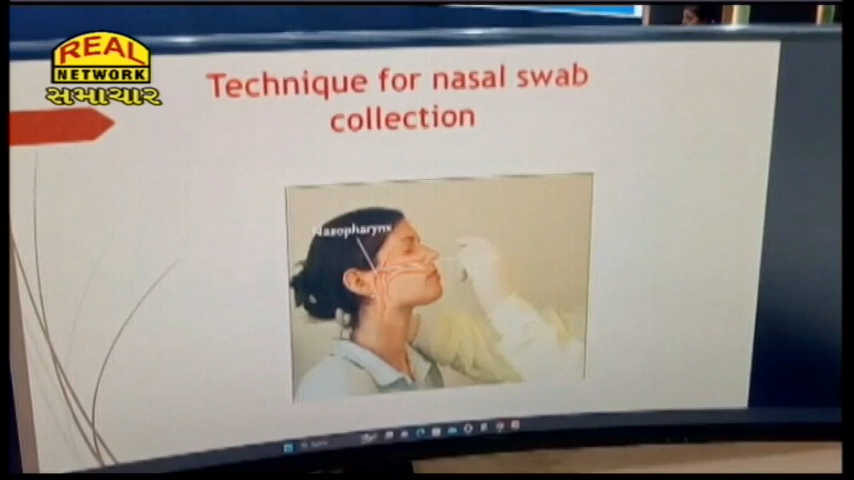 REAL
NETWORK
સમાચાર
Technique for nasal swab
collection
Nasopharynx